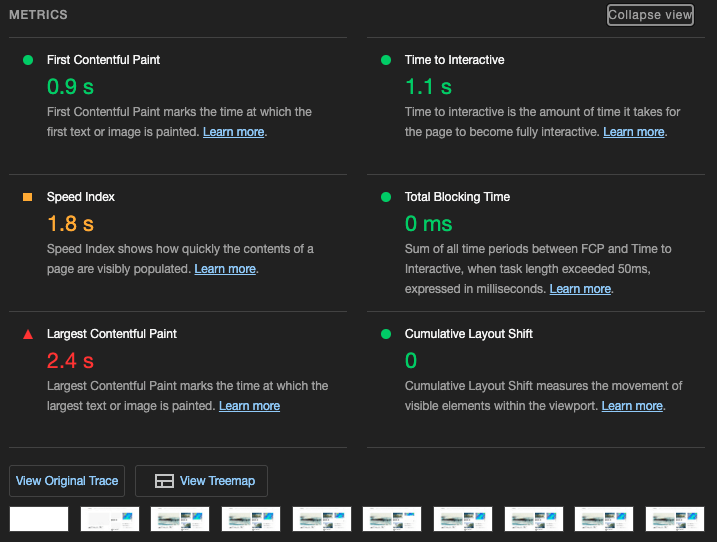 METRICS
Collapse view
First Contentful Paint
0.9 s
First Contentful Paint marks the time at which the
first text or image is painted. Learn more.
Time to Interactive
1.1 s
Time to interactive is the amount of time it takes for
the page to become fully interactive. Learn more.
Speed Index
1.8 s
Speed Index shows how quickly the contents of a
page are visibly populated. Learn more.
Total Blocking Time
0 ms
Sum of all time periods between FCP and Time to
Interactive, when task length exceeded 50ms,
expressed in milliseconds. Learn more.
Largest Contentful Paint
2.4 s
Largest Contentful Paint marks the time at which the
largest text or image is painted. Learn more
Cumulative Layout Shift
0
Cumulative Layout Shift measures the movement of
visible elements within the viewport. Learn more.
View Original Trace
View Treemap